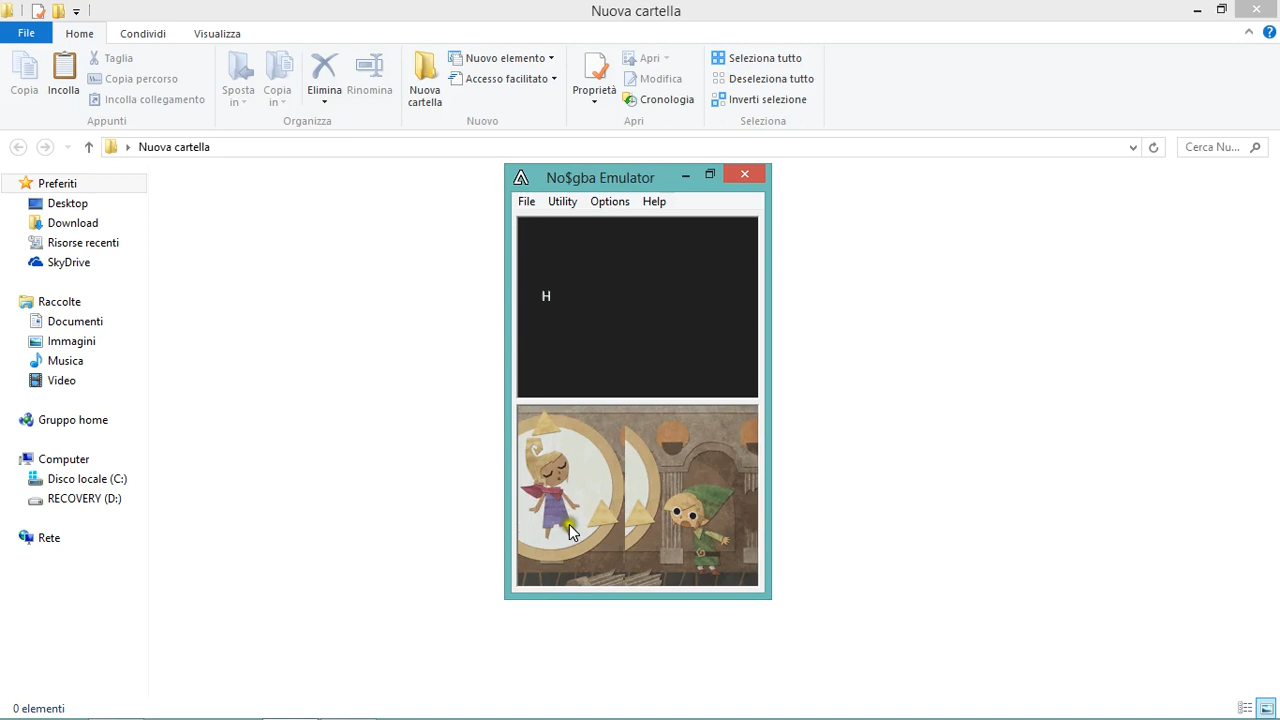 Nuova cartella
File
Home
Condividi
Visualizza
Copia
Incolla
Taglia
Copia percorso
Incolla collegamento
Appunti
Sposta in
Copia in
Elimina
Rinomina
Organizza
Nuova cartella
Nuovo elemento
Accesso facilitato
Nuovo
Proprietà
Apri
Modifica
Cronologia
Apri
Seleziona tutto
Deseleziona tutto
Inverti selezione
Seleziona
Nuova cartella
Cerca Nu...
Preferiti
Desktop
Download
Risorse recenti
SkyDrive
Raccolte
Documenti
Immagini
Musica
Video
Gruppo home
Computer
Disco locale (C:)
RECOVERY (D:)
Rete
No$gba Emulator
File Utility Options Help
H
0 elementi